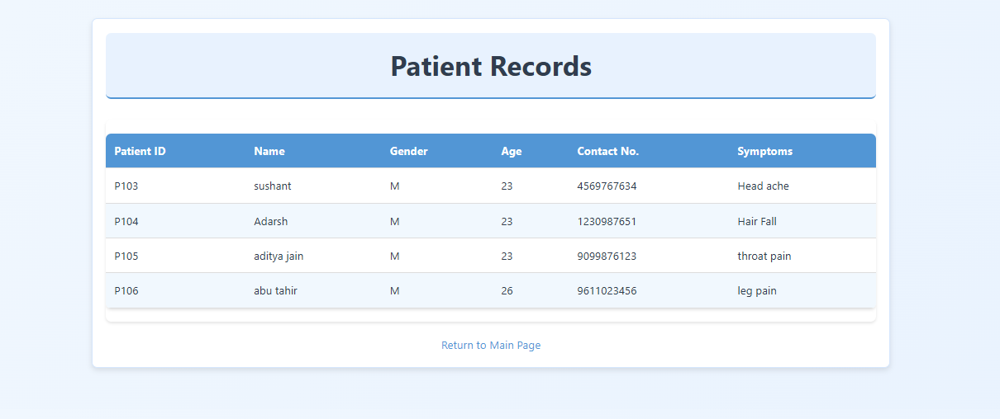 Patient Records
Patient ID Name Gender Age Contact No. Symptoms
P103 sushant M 23 4569767634 Head ache
P104 Adarsh M 23 1230987651 Hair Fall
P105 aditya jain M 23 9099876123 throat pain
P106 abu tahir M 26 9611023456 leg pain
Return to Main Page